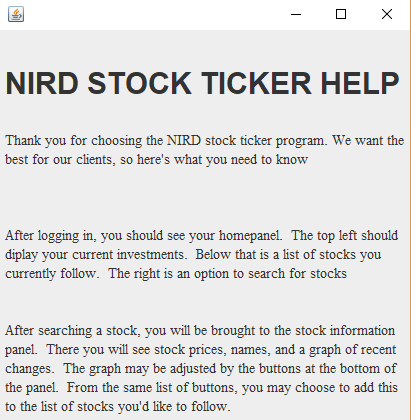 NIRD STOCK TICKER HELP
Thank you for choosing the NIRD stock ticker program. We want the
best for our clients, so here's what you need to know
After logging in, you should see your homepanel.  The top left should
diplay your current investments.  Below that is a list of stocks you
currently follow.  The right is an option to search for stocks
After searching a stock, you will be brought to the stock information
panel.  There you will see stock prices, names, and a graph of recent
changes.  The graph may be adjusted by the buttons at the bottom of
the panel.  From the same list of buttons, you may choose to add this
to the list of stocks you'd like to follow.